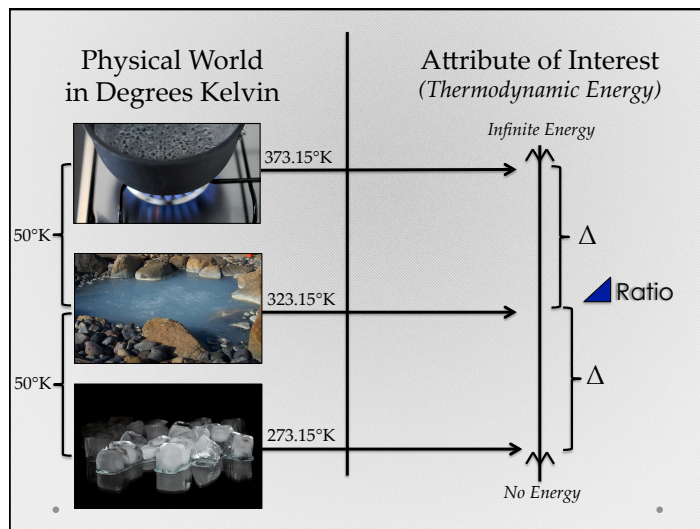 Physical World
in Degrees Kelvin
Attribute of Interest
(Thermodynamic Energy)
Infinite Energy
373.15°K
50°K
Δ
323.15°K
Ratio
50°K
Δ
273.15°K
No Energy